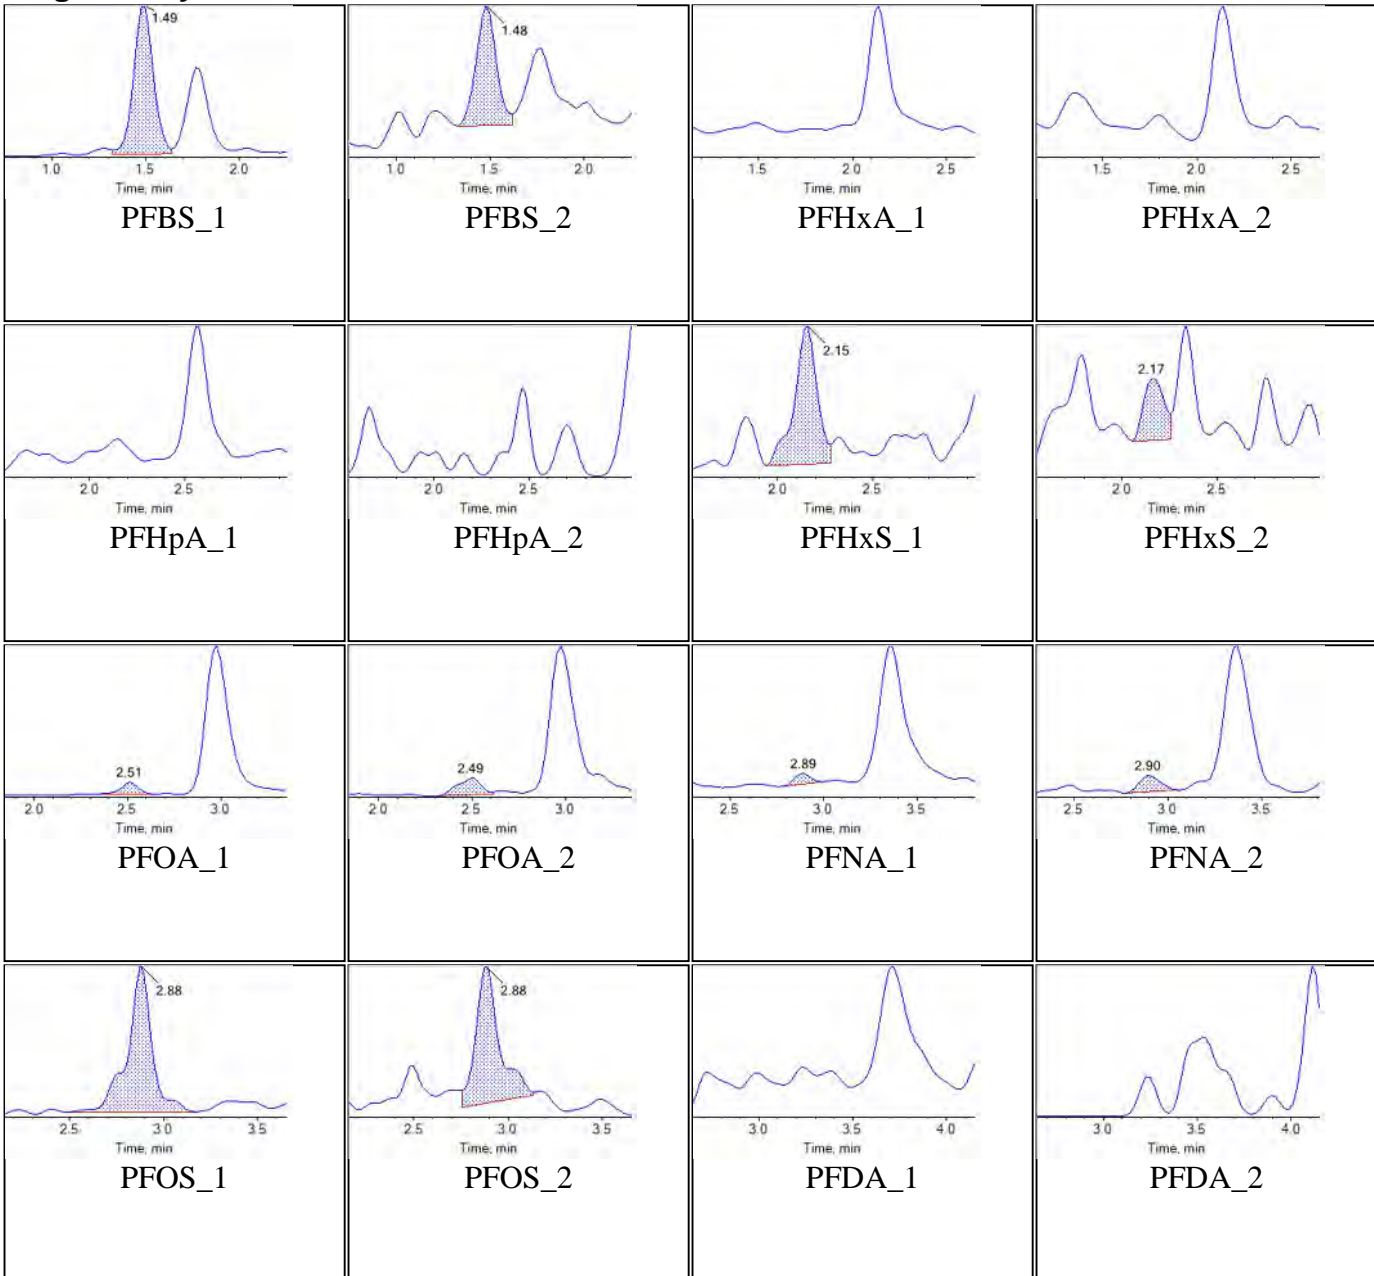 1.49
1.0 1.5 2.0
Time, min
PFBS_1
1.48
1.0 1.5 2.0
Time, min
PFBS_2
1.5 2.0 2.5
Time, min
PFHxA_1
1.5 2.0 2.5
Time, min
PFHxA_2
2.0 2.5
Time, min
PFHpA_1
2.0 2.5
Time, min
PFHpA_2
2.15
2.0 2.5
Time, min
PFHxS_1
2.17
2.0 2.5
Time, min
PFHxS_2
2.51
2.0 2.5 3.0
Time, min
PFOA_1
2.49
2.0 2.5 3.0
Time, min
PFOA_2
2.89
2.5 3.0 3.5
Time, min
PFNA_1
2.90
2.5 3.0 3.5
Time, min
PFNA_2
2.88
2.5 3.0 3.5
Time, min
PFOS_1
2.88
2.5 3.0 3.5
Time, min
PFOS_2
3.0 3.5 4.0
Time, min
PFDA_1
3.0 3.5 4.0
Time, min
PFDA_2